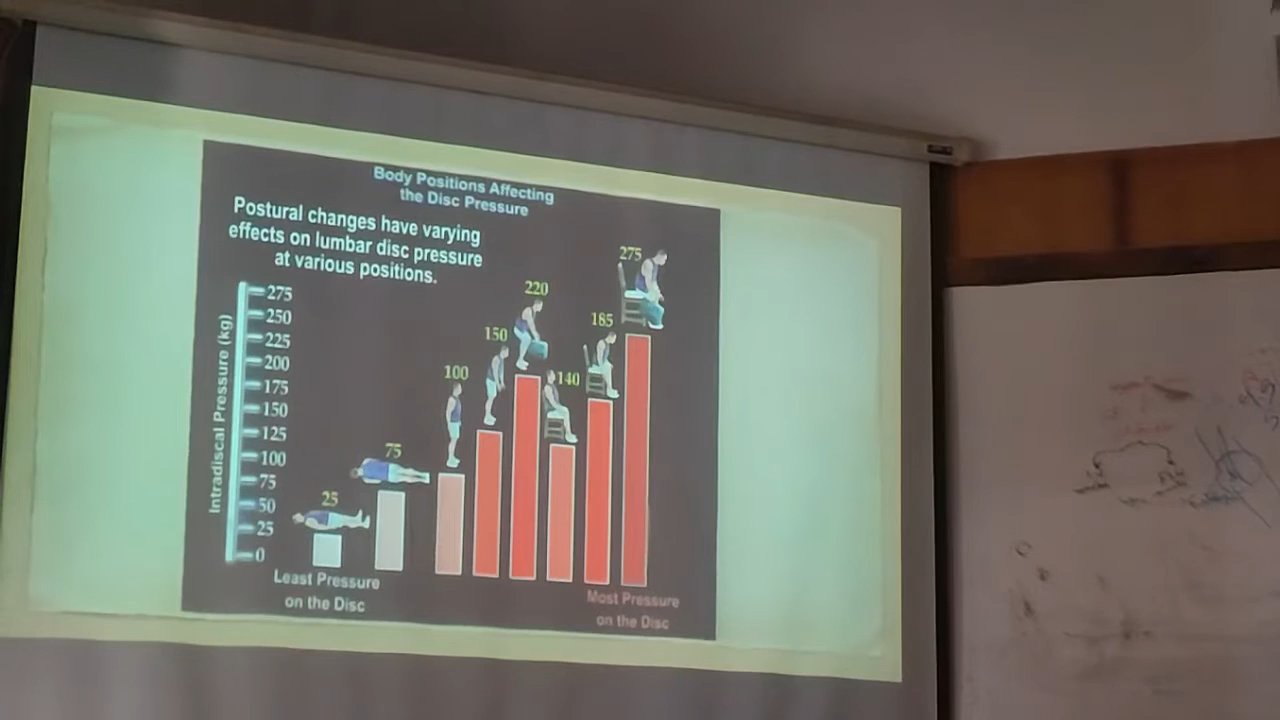 Body Positions Affecting
the Disc Pressure
Postural changes have varying
effects on lumbar disc pressure
at various positions.
Intradiscal Pressure (kg)
275
250
225
200
175
150
125
100
75
50
25
0
25
75
100
150
220
140
185
275
Least Pressure
on the Disc
Most Pressure
on the Disc